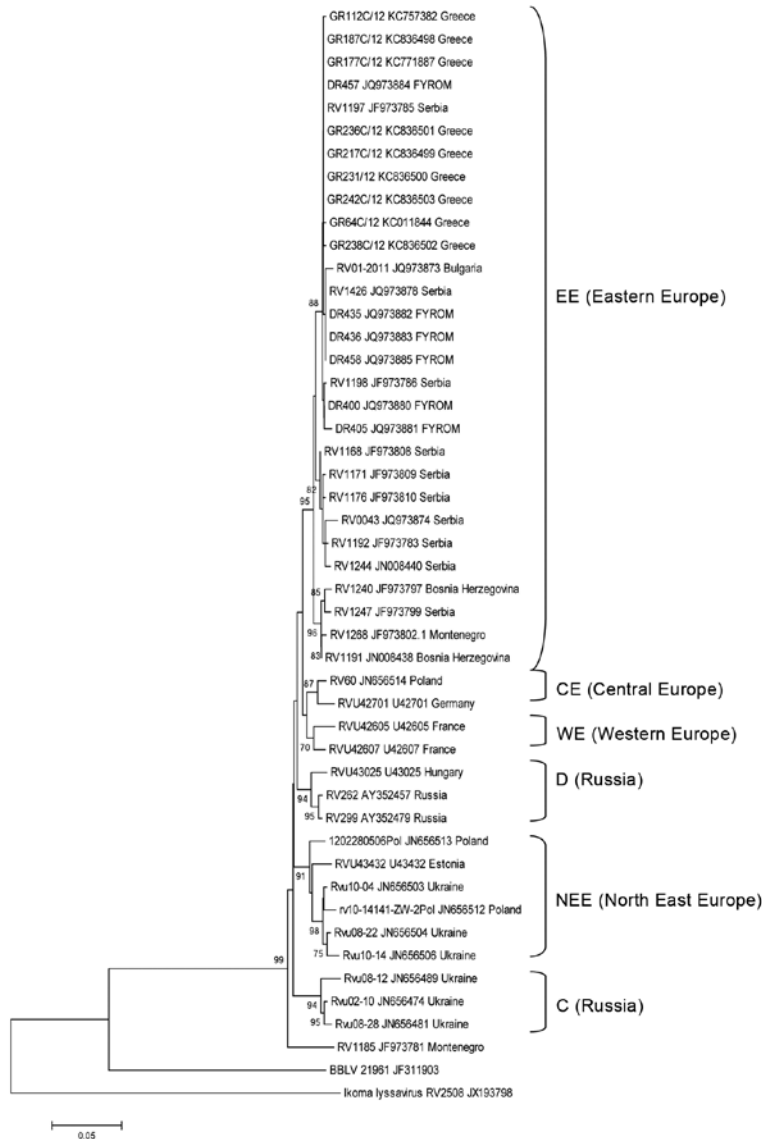 GR112C/12 KC757382 Greece
GR187C/12 KC836498 Greece
GR177C/12 KC771887 Greece
DR457 JQ973884 FYROM
RV1197 JF973785 Serbia
GR236C/12 KC836501 Greece
GR217C/12 KC836499 Greece
GR231/12 KC836500 Greece
GR242C/12 KC836503 Greece
GR64C/12 KC011844 Greece
GR238C/12 KC836502 Greece
RV01-2011 JQ973873 Bulgaria
EE (Eastern Europe)
RV1426 JQ973878 Serbia
88
DR435 JQ973882 FYROM
DR436 JQ973883 FYROM
DR458 JQ973885 FYROM
RV1198 JF973786 Serbia
DR400 JQ973880 FYROM
DR405 JQ973881 FYROM
RV1168 JF973808 Serbia
RV1171 JF973809 Serbia
82
RV1176 JF973810 Serbia
95
RV0043 JQ973874 Serbia
RV1192 JF973783 Serbia
RV1244 JN008440 Serbia
85
RV1240 JF973797 Bosnia Herzegovina
RV1247 JF973799 Serbia
96
RV1268 JF973802.1 Montenegro
83
RV1191 JN008438 Bosnia Herzegovina
87
RV60 JN656514 Poland
CE (Central Europe)
RVU42701 U42701 Germany
RVU42605 U42605 France
WE (Western Europe)
70
RVU42607 U42607 France
RVU43025 U43025 Hungary
D (Russia)
94
RV262 AY352457 Russia
95
RV299 AY352479 Russia
1202280506Pol JN656513 Poland
91
RVU43432 U43432 Estonia
Rvu10-04 JN656503 Ukraine
NEE (North East Europe)
rv10-14141-ZW-2Pol JN656512 Poland
98
Rvu08-22 JN656504 Ukraine
75
Rvu10-14 JN656506 Ukraine
99
Rvu08-12 JN656489 Ukraine
94
Rvu02-10 JN656474 Ukraine
C (Russia)
95
Rvu08-28 JN656481 Ukraine
RV1185 JF973781 Montenegro
BBLV 21961 JF311903
Ikoma lyssavirus RV2508 JX193798
0.05